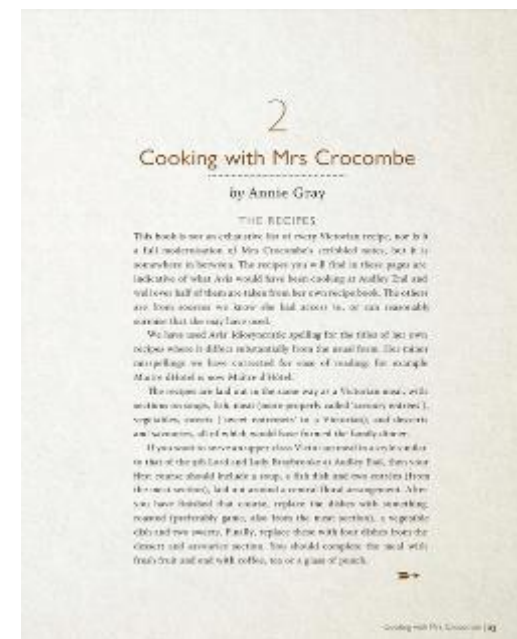 2
Cooking with Mrs Crocombe
by Annie Gray
THE RECIPES
This book is not an exhaustive list of every Victorian recipe, nor is it
a full modernisation of Mrs Crocombe's scribbled notes, but it is
somewhere in between. The recipes you will find in these pages are
indicative of what Avis would have been cooking at Audley End and
well over half of them are taken from her own recipe book. The others
are from sources we know she had access to, or can reasonably
surmise that she may have used.
We have used Avis' idiosyncratic spelling for the titles of her own
recipes where it differs substantially from the usual form. Her minor
misspellings we have corrected for ease of reading: for example
Maitre dHotel is now Maître d'Hôtel.
The recipes are laid out in the same way as a Victorian menu, with
sections on soups, fish, meat (more properly called 'savoury entrées'),
vegetables, sweets ('sweet entremets' to a Victorian), and desserts
and savouries, all of which would have formed the family dinner.
If you want to serve an upper class Victorian meal in a style similar
to that of the 5th Lord and Lady Braybrooke at Audley End, then your
first course should include a soup, a fish dish and two entrées (from
the meat section), laid out around a central floral arrangement. After
you have finished that course, replace the dishes with something
roasted (preferably game, also from the meat section), a vegetable
dish and two sweets. Finally, replace these with four dishes from the
dessert and savouries section. You should complete the meal with
fresh fruit and end with coffee, tea or a glass of punch.
Cooking with Mrs Crocombe |